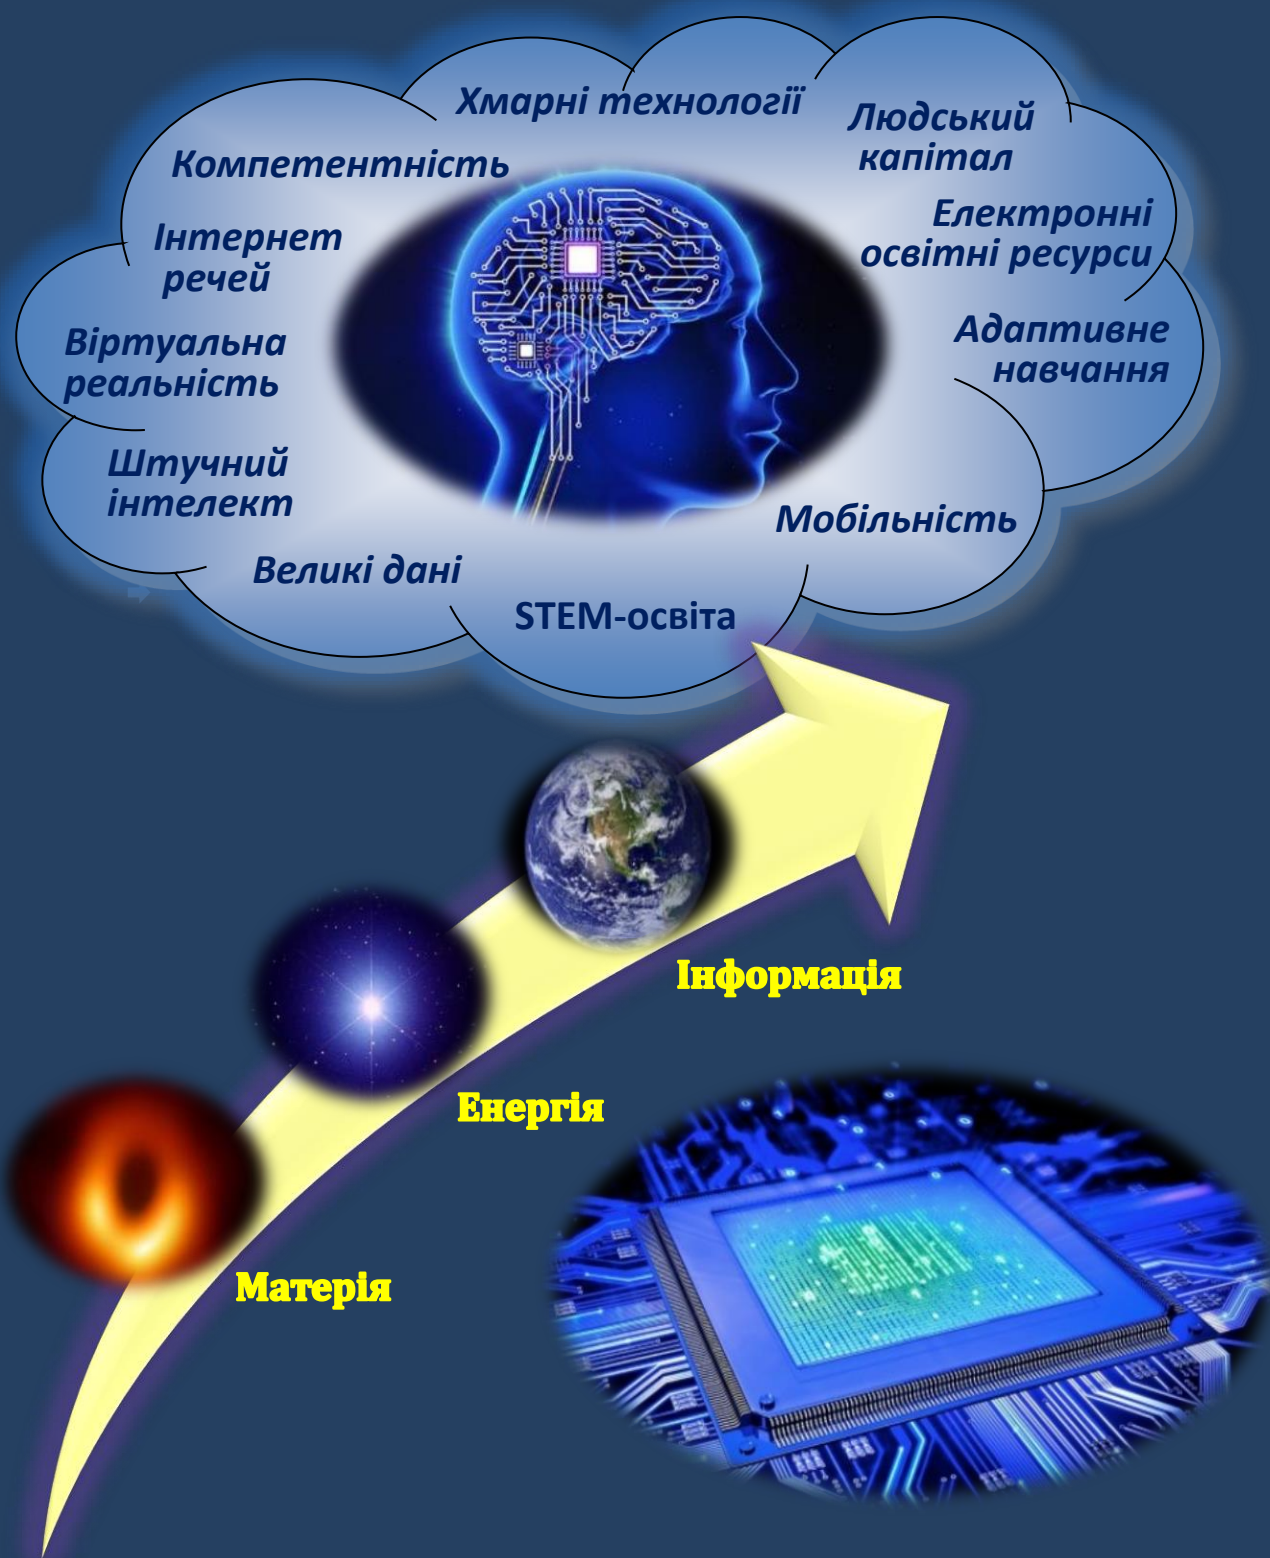 Хмарні технології
Людський
капітал
Компетентність
Електронні
освітні ресурси
Інтернет
речей
Адаптивне
навчання
Віртуальна
реальність
Штучний
інтелект
Мобільність
Великі дані
STEM-освіта
Інформація
Енергія
Матерія